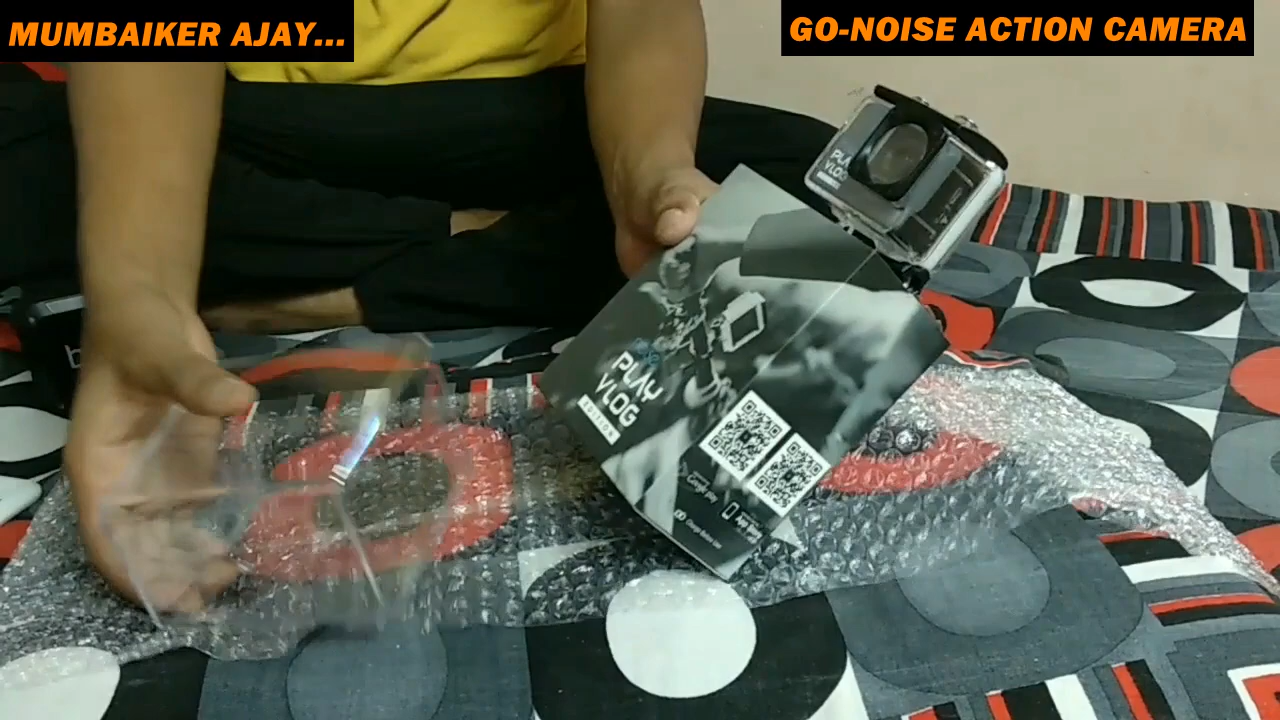 MUMBAIKER AJAY...
GO-NOISE ACTION CAMERA
PLAY
VLOG
PLAY
VLOG
EDITION
Google play
App Store